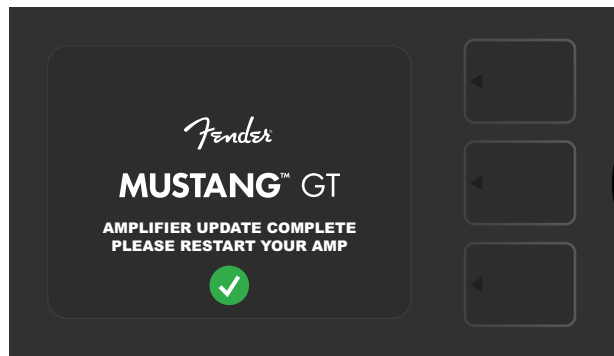 Fender
MUSTANG™ GT
AMPLIFIER UPDATE COMPLETE
PLEASE RESTART YOUR AMP